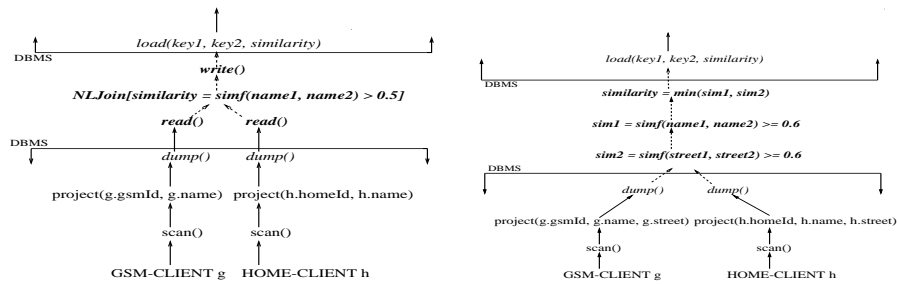 load(key1, key2, similarity)
DBMS
write()
NLJoin[similarity = simf(name1, name2) > 0.5]
read() read()
DBMS
dump() dump()
project(g.gsmId, g.name) project(h.homeId, h.name)
scan() scan()
GSM-CLIENT g HOME-CLIENT h
load(key1, key2, similarity)
DBMS
similarity = min(sim1, sim2)
sim1 = simf(name1, name2) >= 0.6
sim2 = simf(street1, street2) >= 0.6
DBMS
dump() dump()
project(g.gsmId, g.name, g.street) project(h.homeId, h.name, h.street)
scan() scan()
GSM-CLIENT g HOME-CLIENT h